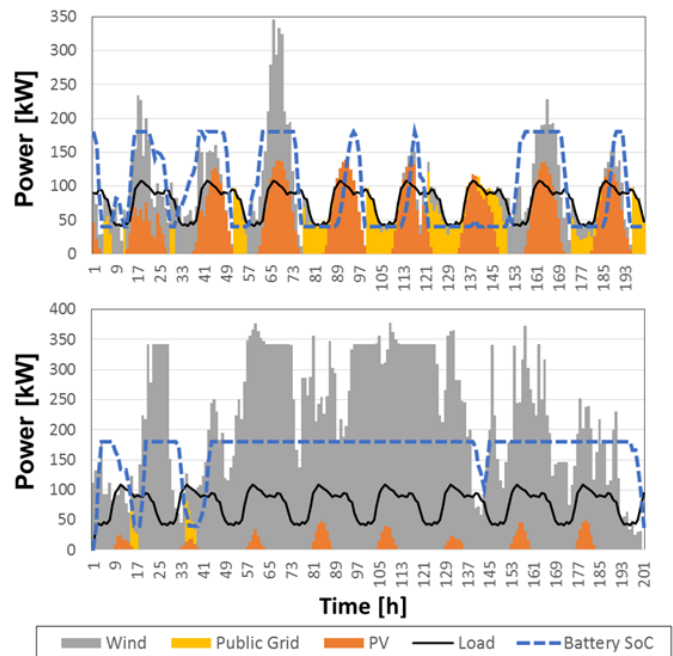 350
300
250
200
150
100
50
0
Power [kW]
1 9 17 25 33 41 49 57 65 73 81 89 97 105 113 121 129 137 145 153 161 169 177 185 193
400
350
300
250
200
150
100
50
0
Power [kW]
1 9 17 25 33 41 49 57 65 73 81 89 97 105 113 121 129 137 145 153 161 169 177 185 193 201
Time [h]
Wind Public Grid PV Load Battery SoC